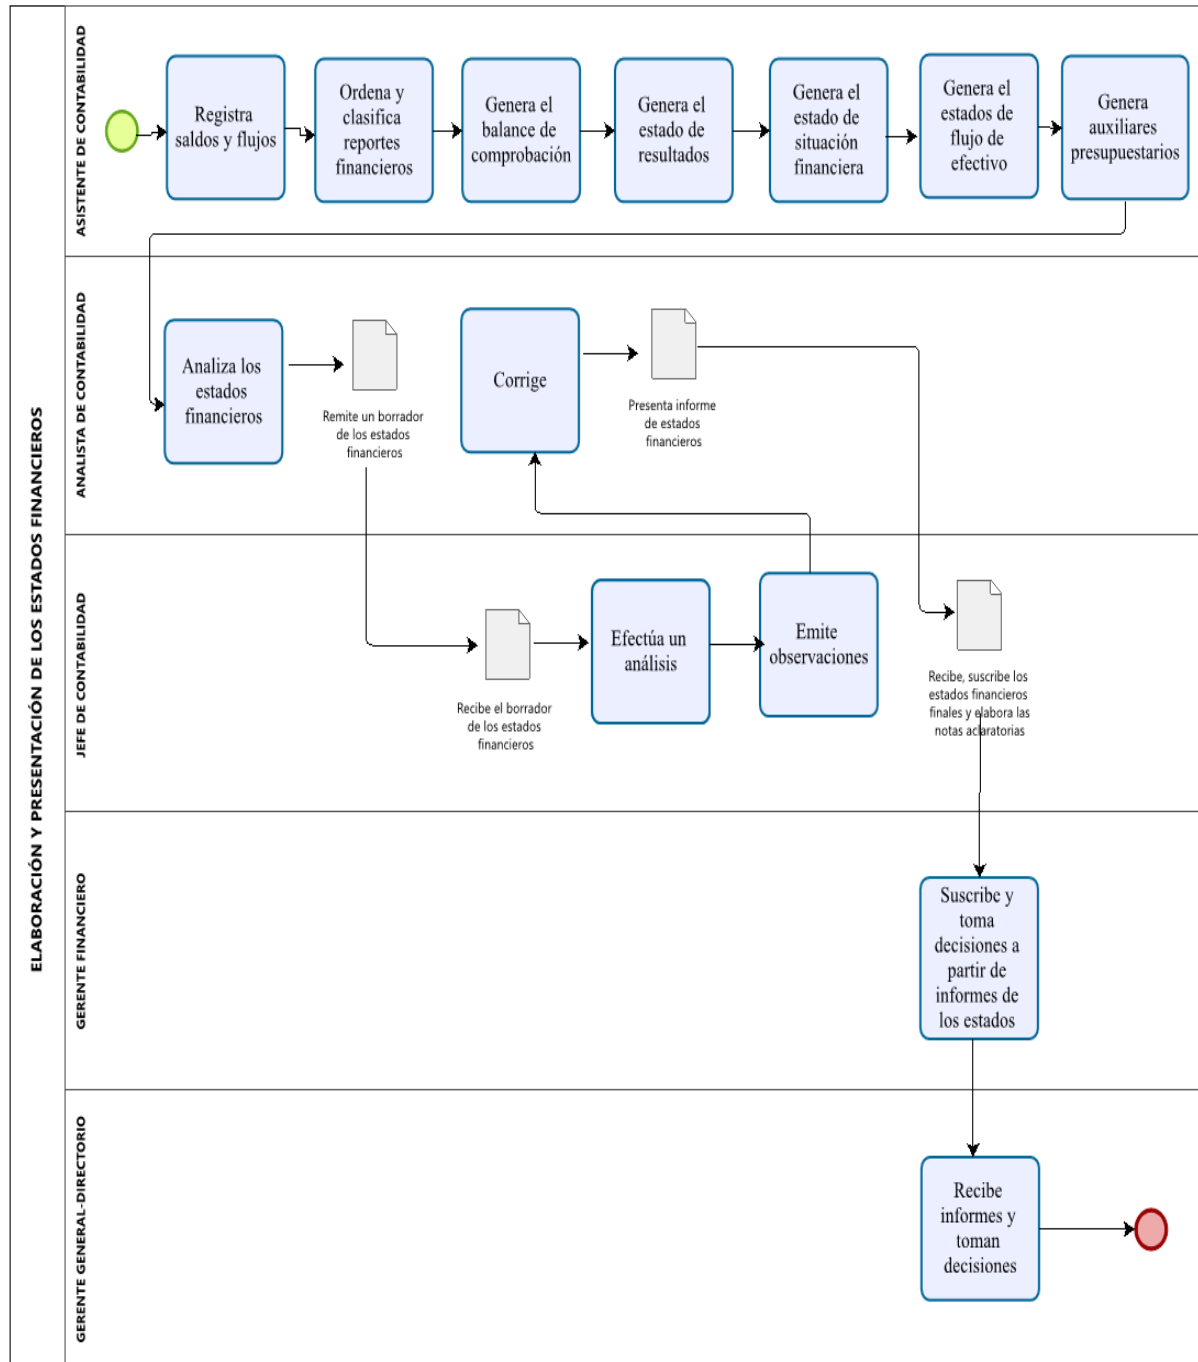 ELABORACIÓN Y PRESENTACIÓN DE LOS ESTADOS FINANCIEROS
ASISTENTE DE CONTABILIDAD
Registra
saldos y flujos
Ordena y
clasifica
reportes
financieros
Genera el
balance de
comprobación
Genera el
estado de
resultados
Genera el
estado de
situación
financiera
Genera el
estados de
flujo de
efectivo
Genera
auxiliares
presupuestarios
ANALISTA DE CONTABILIDAD
Analiza los
estados
financieros
Remite un borrador
de los estados
financieros
Corrige
Presenta informe
de estados
financieros
JEFE DE CONTABILIDAD
Recibe el borrador
de los estados
financieros
Efectúa un
análisis
Emite
observaciones
Recibe, suscribe los
estados financieros
finales y elabora las
notas aclaratorias
GERENTE FINANCIERO
Suscribe y
toma
decisiones a
partir de
informes de
los estados
GERENTE GENERAL-DIRECTORIO
Recibe
informes y
toman
decisiones